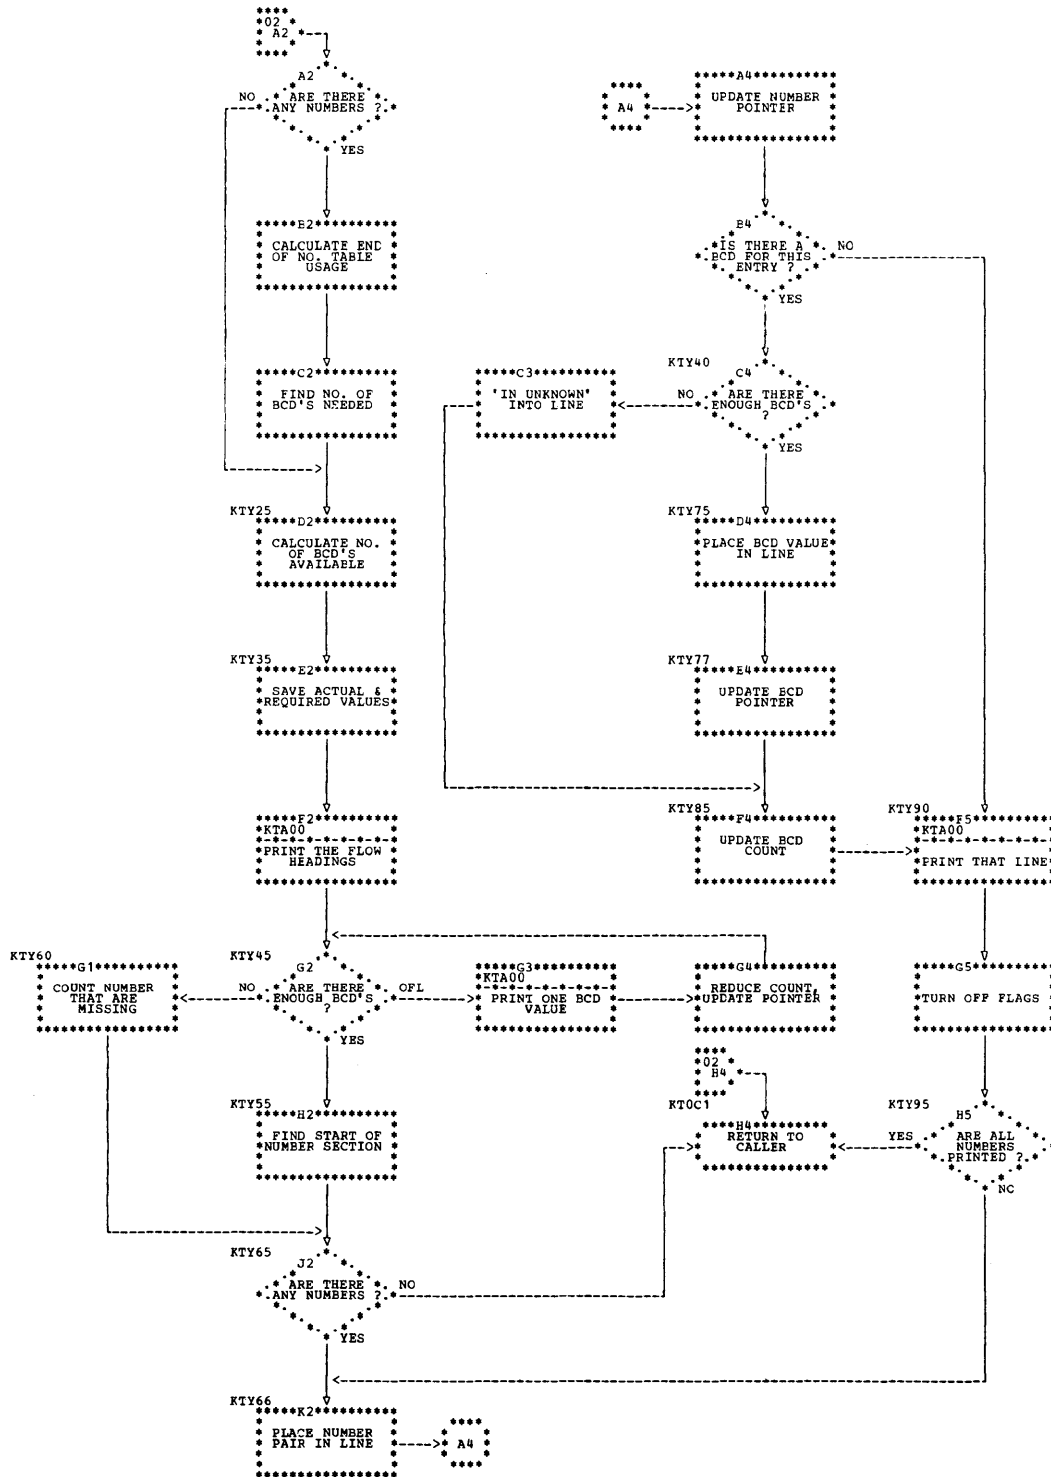 02
A2
A2
NO
ARE THERE
ANY NUMBERS ?
YES
B2
CALCULATE END
OF NO. TABLE
USAGE
C2
FIND NO. OF
BCD'S NEEDED
KTY25
D2
CALCULATE NO.
OF BCD'S
AVAILABLE
KTY35
E2
SAVE ACTUAL &
REQUIRED VALUES
F2
KTA00
PRINT THE FLOW
HEADINGS
KTY60
G1
COUNT NUMBER
THAT ARE
MISSING
KTY45
G2
NO
ARE THERE
ENOUGH BCD'S
?
OFL
YES
G3
KTA00
PRINT ONE BCD
VALUE
G4
REDUCE COUNT,
UPDATE POINTER
KTY55
H2
FIND START OF
NUMBER SECTION
KTY65
J2
ARE THERE
ANY NUMBERS ?
NO
YES
KTY66
K2
PLACE NUMBER
PAIR IN LINE
A4
A4
A4
UPDATE NUMBER
POINTER
B4
IS THERE A
BCD FOR THIS
ENTRY ?
NO
YES
KTY40
C4
ARE THERE
ENOUGH BCD'S
?
NO
YES
C3
'IN UNKNOWN'
INTO LINE
KTY75
D4
PLACE BCD VALUE
IN LINE
KTY77
E4
UPDATE BCD
POINTER
KTY85
F4
UPDATE BCD
COUNT
KTY90
F5
KTA00
PRINT THAT LINE
G5
TURN OFF FLAGS
02
H4
KTOC1
H4
RETURN TO
CALLER
KTY95
H5
YES
ARE ALL
NUMBERS
PRINTED ?
NO